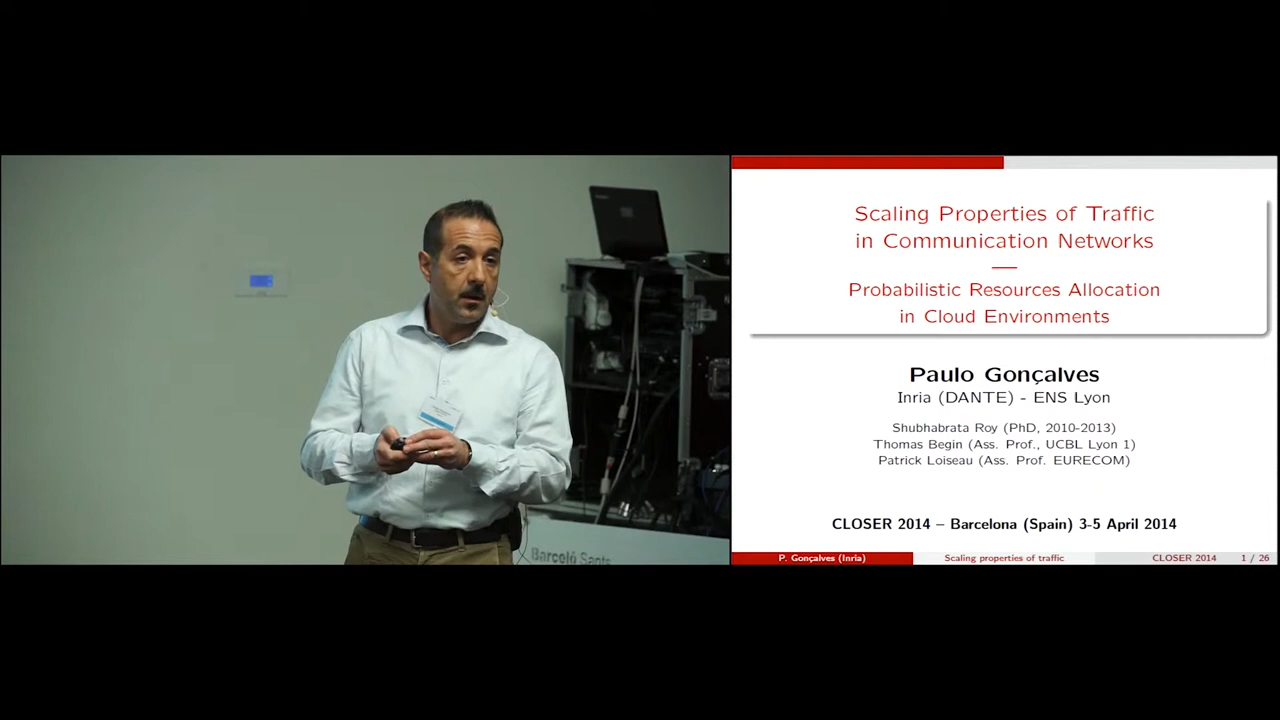 Barceló Sants
Scaling Properties of Traffic
in Communication Networks
—
Probabilistic Resources Allocation
in Cloud Environments
Paulo Gonçalves
Inria (DANTE) - ENS Lyon
Shubhabrata Roy (PhD, 2010-2013)
Thomas Begin (Ass. Prof., UCBL Lyon 1)
Patrick Loiseau (Ass. Prof. EURECOM)
CLOSER 2014 – Barcelona (Spain) 3-5 April 2014
P. Gonçalves (Inria) Scaling properties of traffic CLOSER 2014 1 / 26